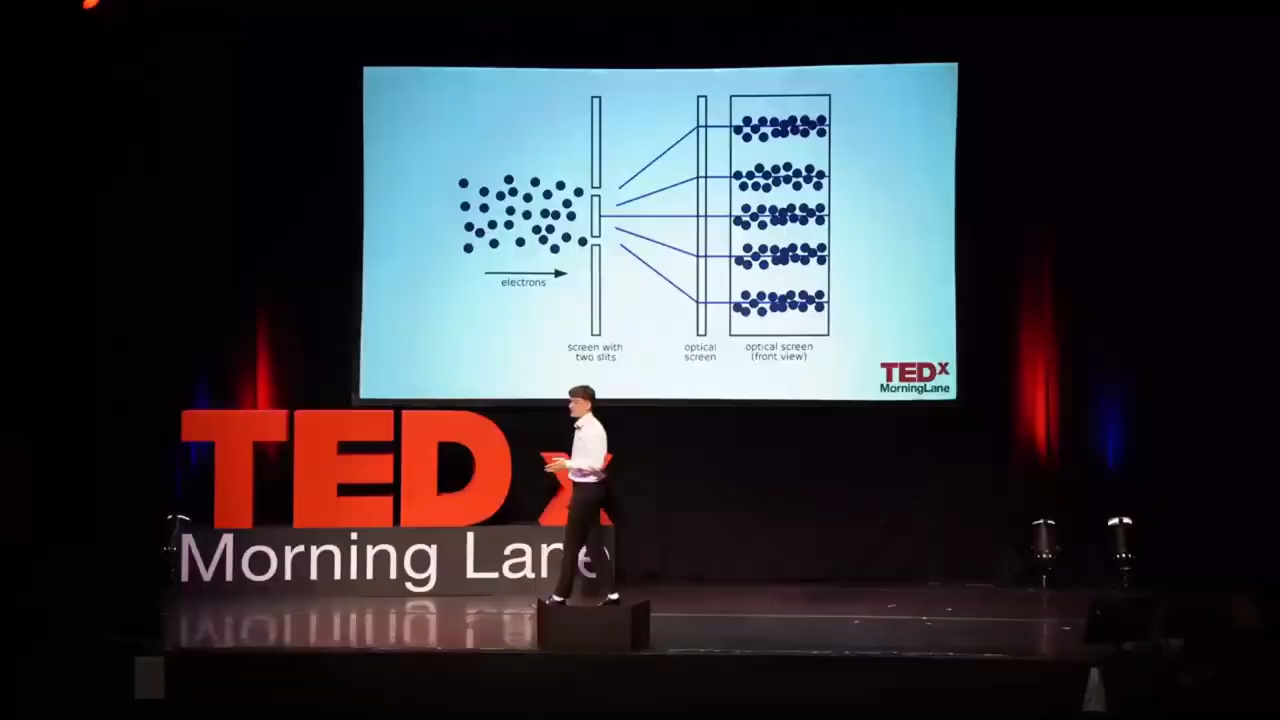 electrons
screen with
two slits
optical
screen
optical screen
(front view)
TEDx
MorningLane
TEDx
Morning Lane